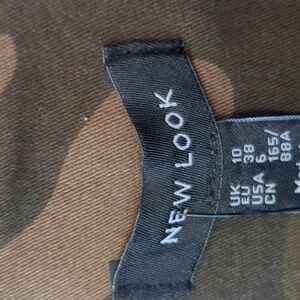 NEW LOOK
UK 10
EU 38
USA 6
CN 165/
88A